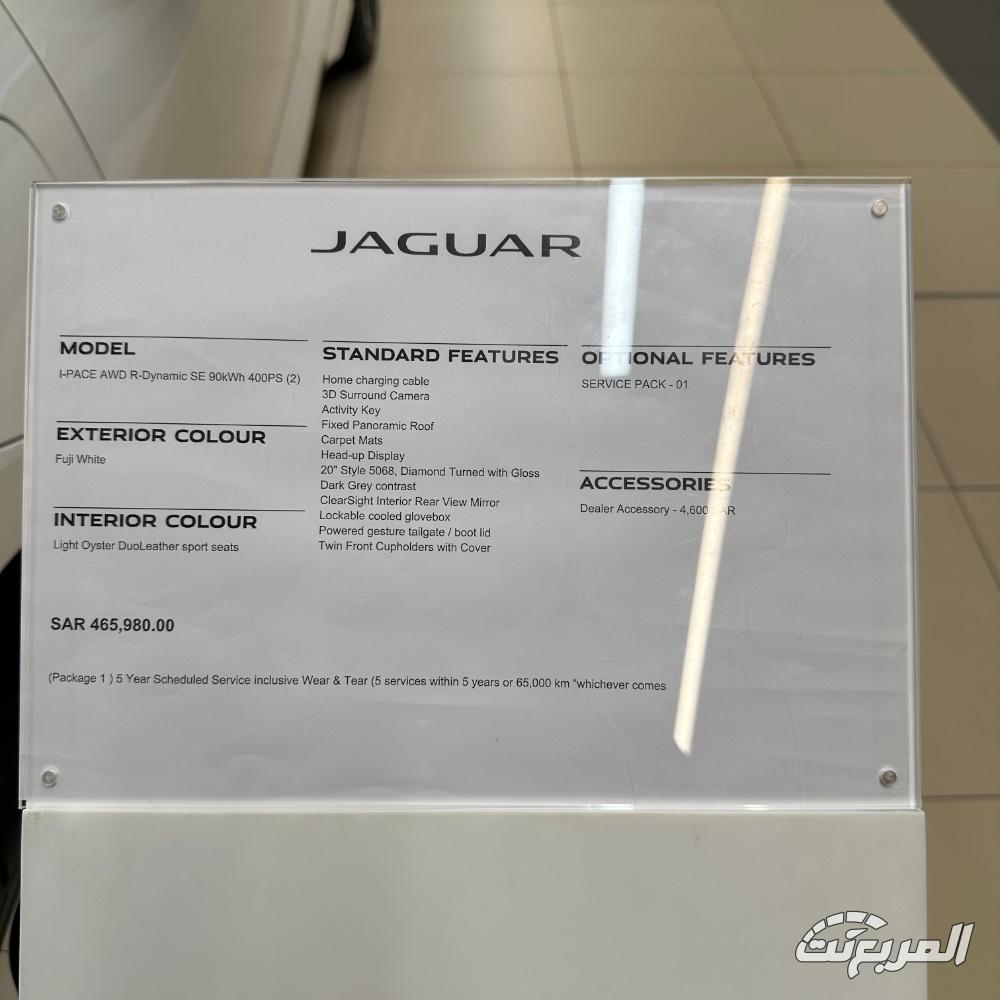 JAGUAR
MODEL
I-PACE AWD R-Dynamic SE 90kWh 400PS (2)
EXTERIOR COLOUR
Fuji White
INTERIOR COLOUR
Light Oyster DuoLeather sport seats
STANDARD FEATURES
Home charging cable
3D Surround Camera
Activity Key
Fixed Panoramic Roof
Carpet Mats
Head-up Display
20" Style 5068, Diamond Turned with Gloss
Dark Grey contrast
ClearSight Interior Rear View Mirror
Lockable cooled glovebox
Powered gesture tailgate / boot lid
Twin Front Cupholders with Cover
OPTIONAL FEATURES
SERVICE PACK - 01
ACCESSORIES
Dealer Accessory - 4,600 SAR
SAR 465,980.00
(Package 1 ) 5 Year Scheduled Service inclusive Wear & Tear (5 services within 5 years or 65,000 km "whichever comes
المربع نت